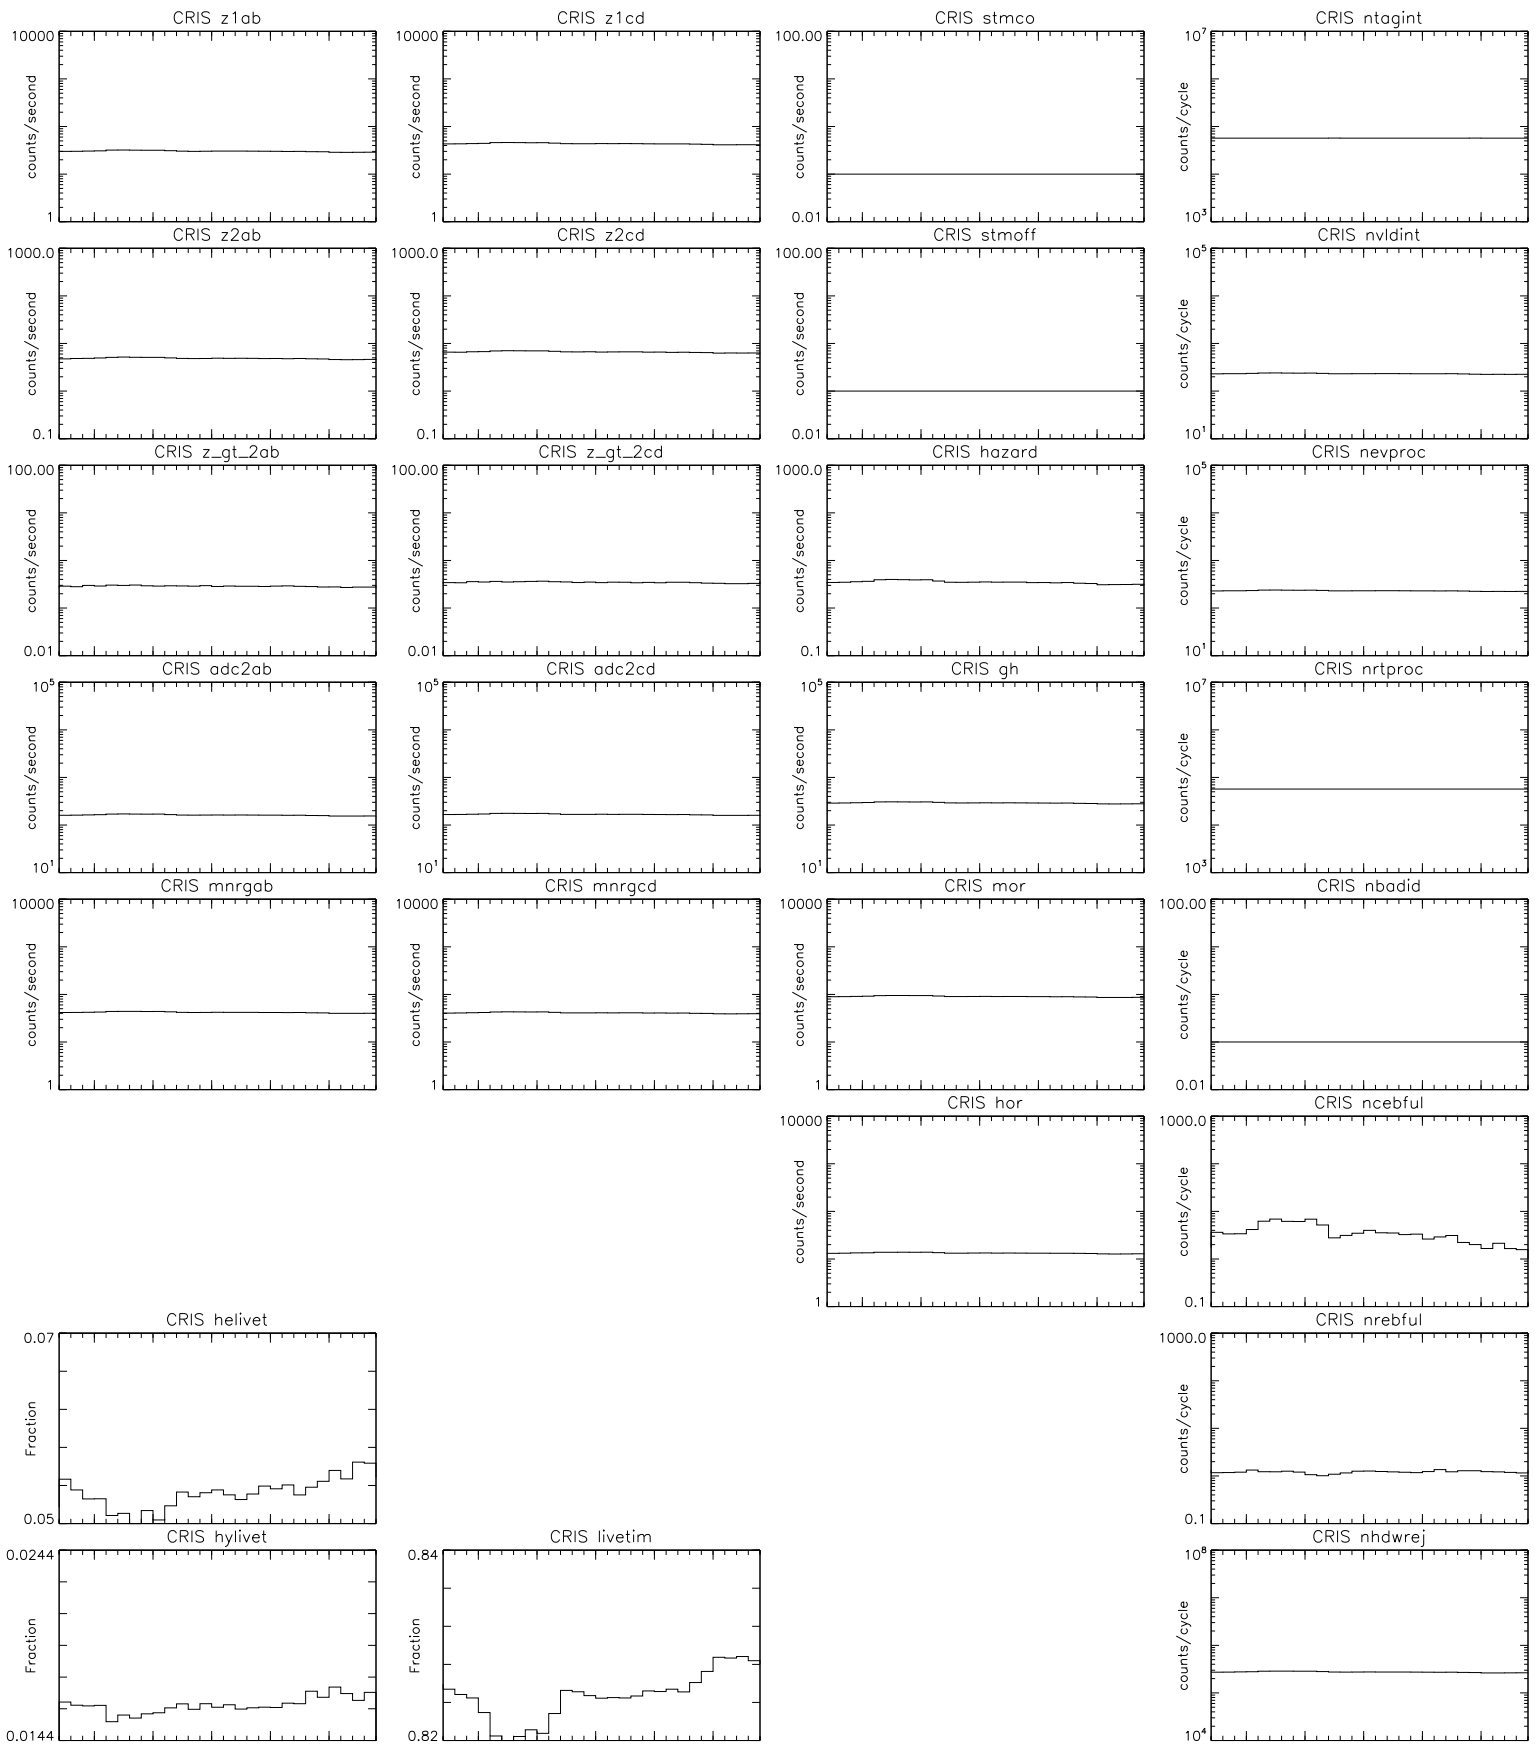 CRIS z1ab
10000
counts/second
1
CRIS z1cd
10000
counts/second
1
CRIS stmco
100.00
counts/second
0.01
CRIS ntagint
10^7
counts/cycle
10^3
CRIS z2ab
1000.0
counts/second
0.1
CRIS z2cd
1000.0
counts/second
0.1
CRIS stmoff
100.00
counts/second
0.01
CRIS nvldint
10^5
counts/cycle
10^1
CRIS z_gt_2ab
100.00
counts/second
0.01
CRIS z_gt_2cd
100.00
counts/second
0.01
CRIS hazard
1000.0
counts/second
0.1
CRIS nevproc
10^5
counts/cycle
10^1
CRIS adc2ab
10^5
counts/second
10^1
CRIS adc2cd
10^5
counts/second
10^1
CRIS gh
10^5
counts/second
10^1
CRIS nrtproc
10^7
counts/cycle
10^3
CRIS mnrgab
10000
counts/second
1
CRIS mnrgcd
10000
counts/second
1
CRIS mor
10000
counts/second
1
CRIS nbadid
100.00
counts/cycle
0.01
CRIS hor
10000
counts/second
1
CRIS ncebful
1000.0
counts/cycle
0.1
CRIS helivet
0.07
Fraction
0.05
CRIS nrebful
1000.0
counts/cycle
0.1
CRIS hylivet
0.0244
Fraction
0.0144
CRIS livetim
0.84
Fraction
0.82
CRIS nhdwrej
10^8
counts/cycle
10^4